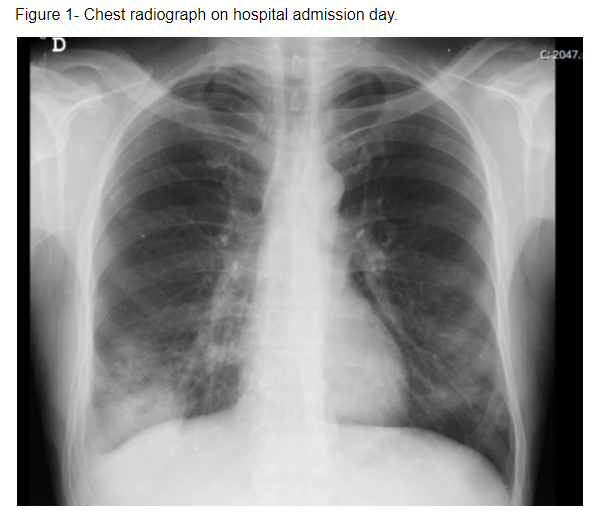 Figure 1- Chest radiograph on hospital admission day.
D
C: 2047.